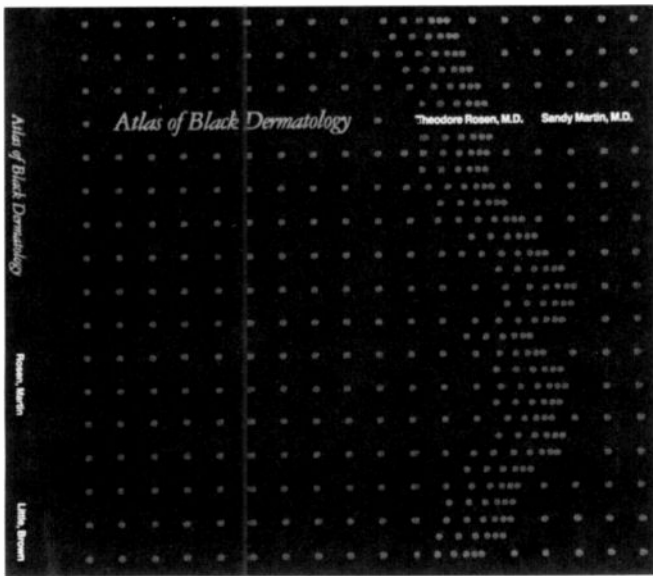 Atlas of Black Dermatology
Theodore Rosen, M.D. Sandy Martin, M.D.
Atlas of Black Dermatology
Rosen, Martin
Little, Brown